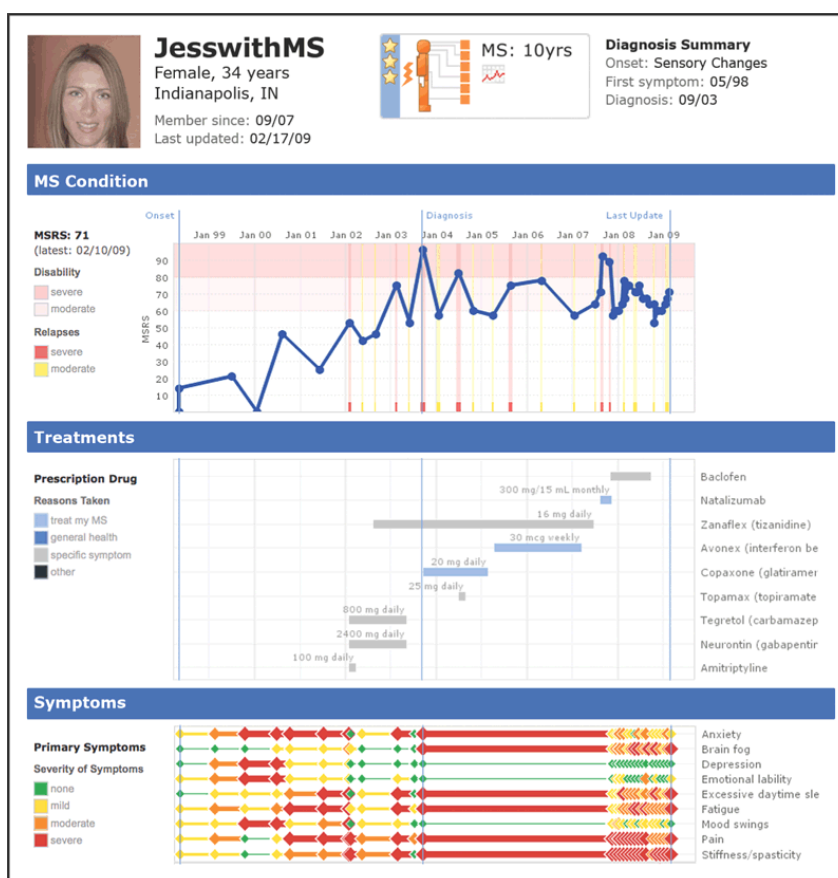 JesswithMS
Female, 34 years
Indianapolis, IN
Member since: 09/07
Last updated: 02/17/09
MS: 10yrs
Diagnosis Summary
Onset: Sensory Changes
First symptom: 05/98
Diagnosis: 09/03
MS Condition
Onset
Diagnosis
Last Update
MSRS: 71
(latest: 02/10/09)
Disability
severe
moderate
Relapses
severe
moderate
Jan 99 Jan 00 Jan 01 Jan 02 Jan 03 Jan 04 Jan 05 Jan 06 Jan 07 Jan 08 Jan 09
MSRS
90
80
70
60
50
40
30
20
10
Treatments
Prescription Drug
Reasons Taken
treat my MS
general health
specific symptom
other
Baclofen
300 mg/15 mL monthly
Natalizumab
16 mg daily
Zanaflex (tizanidine)
30 mcg weekly
Avonex (interferon be
20 mg daily
Copaxone (glatiramer
25 mg daily
Topamax (topiramate
800 mg daily
Tegretol (carbamazep
2400 mg daily
Neurontin (gabapentin
100 mg daily
Amitriptyline
Symptoms
Primary Symptoms
Severity of Symptoms
none
mild
moderate
severe
Anxiety
Brain fog
Depression
Emotional lability
Excessive daytime sle
Fatigue
Mood swings
Pain
Stiffness/spasticity